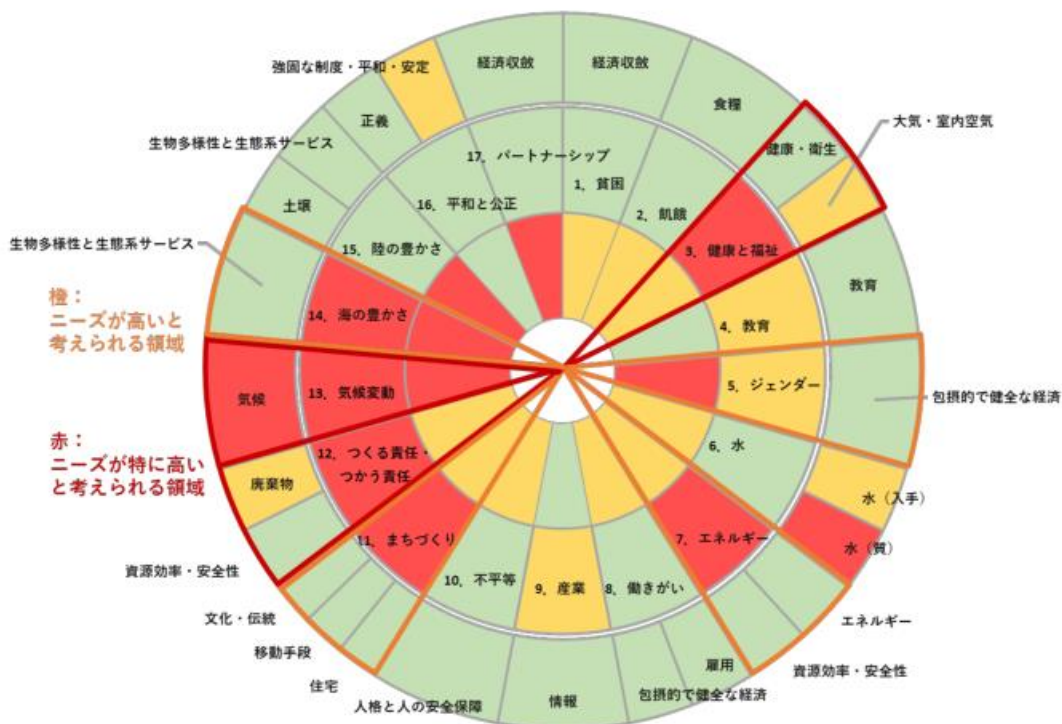 経済収斂
経済収斂
強固な制度・平和・安定
食糧
正義
大気・室内空気
生物多様性と生態系サービス
健康・衛生
17．パートナーシップ
1．貧困
16．平和と公正
2．飢餓
土壌
15．陸の豊かさ
3．健康と福祉
生物多様性と生態系サービス
教育
橙：
ニーズが高いと
考えられる領域
14．海の豊かさ
4．教育
気候
13．気候変動
5．ジェンダー
包摂的で健全な経済
赤：
ニーズが特に高い
と考えられる領域
12．つくる責任・
つかう責任
6．水
廃棄物
水（入手）
11．まちづくり
7．エネルギー
水（質）
資源効率・安全性
10．不平等
9．産業
8．働きがい
文化・伝統
エネルギー
移動手段
雇用
資源効率・安全性
住宅
人格と人の安全保障
情報
包摂的で健全な経済